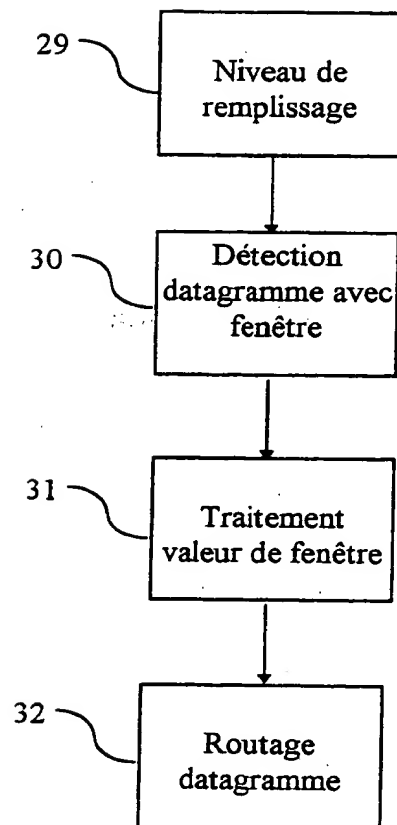 29
Niveau de
remplissage
30
Détection
datagramme avec
fenêtre
31
Traitement
valeur de fenêtre
32
Routage
datagramme